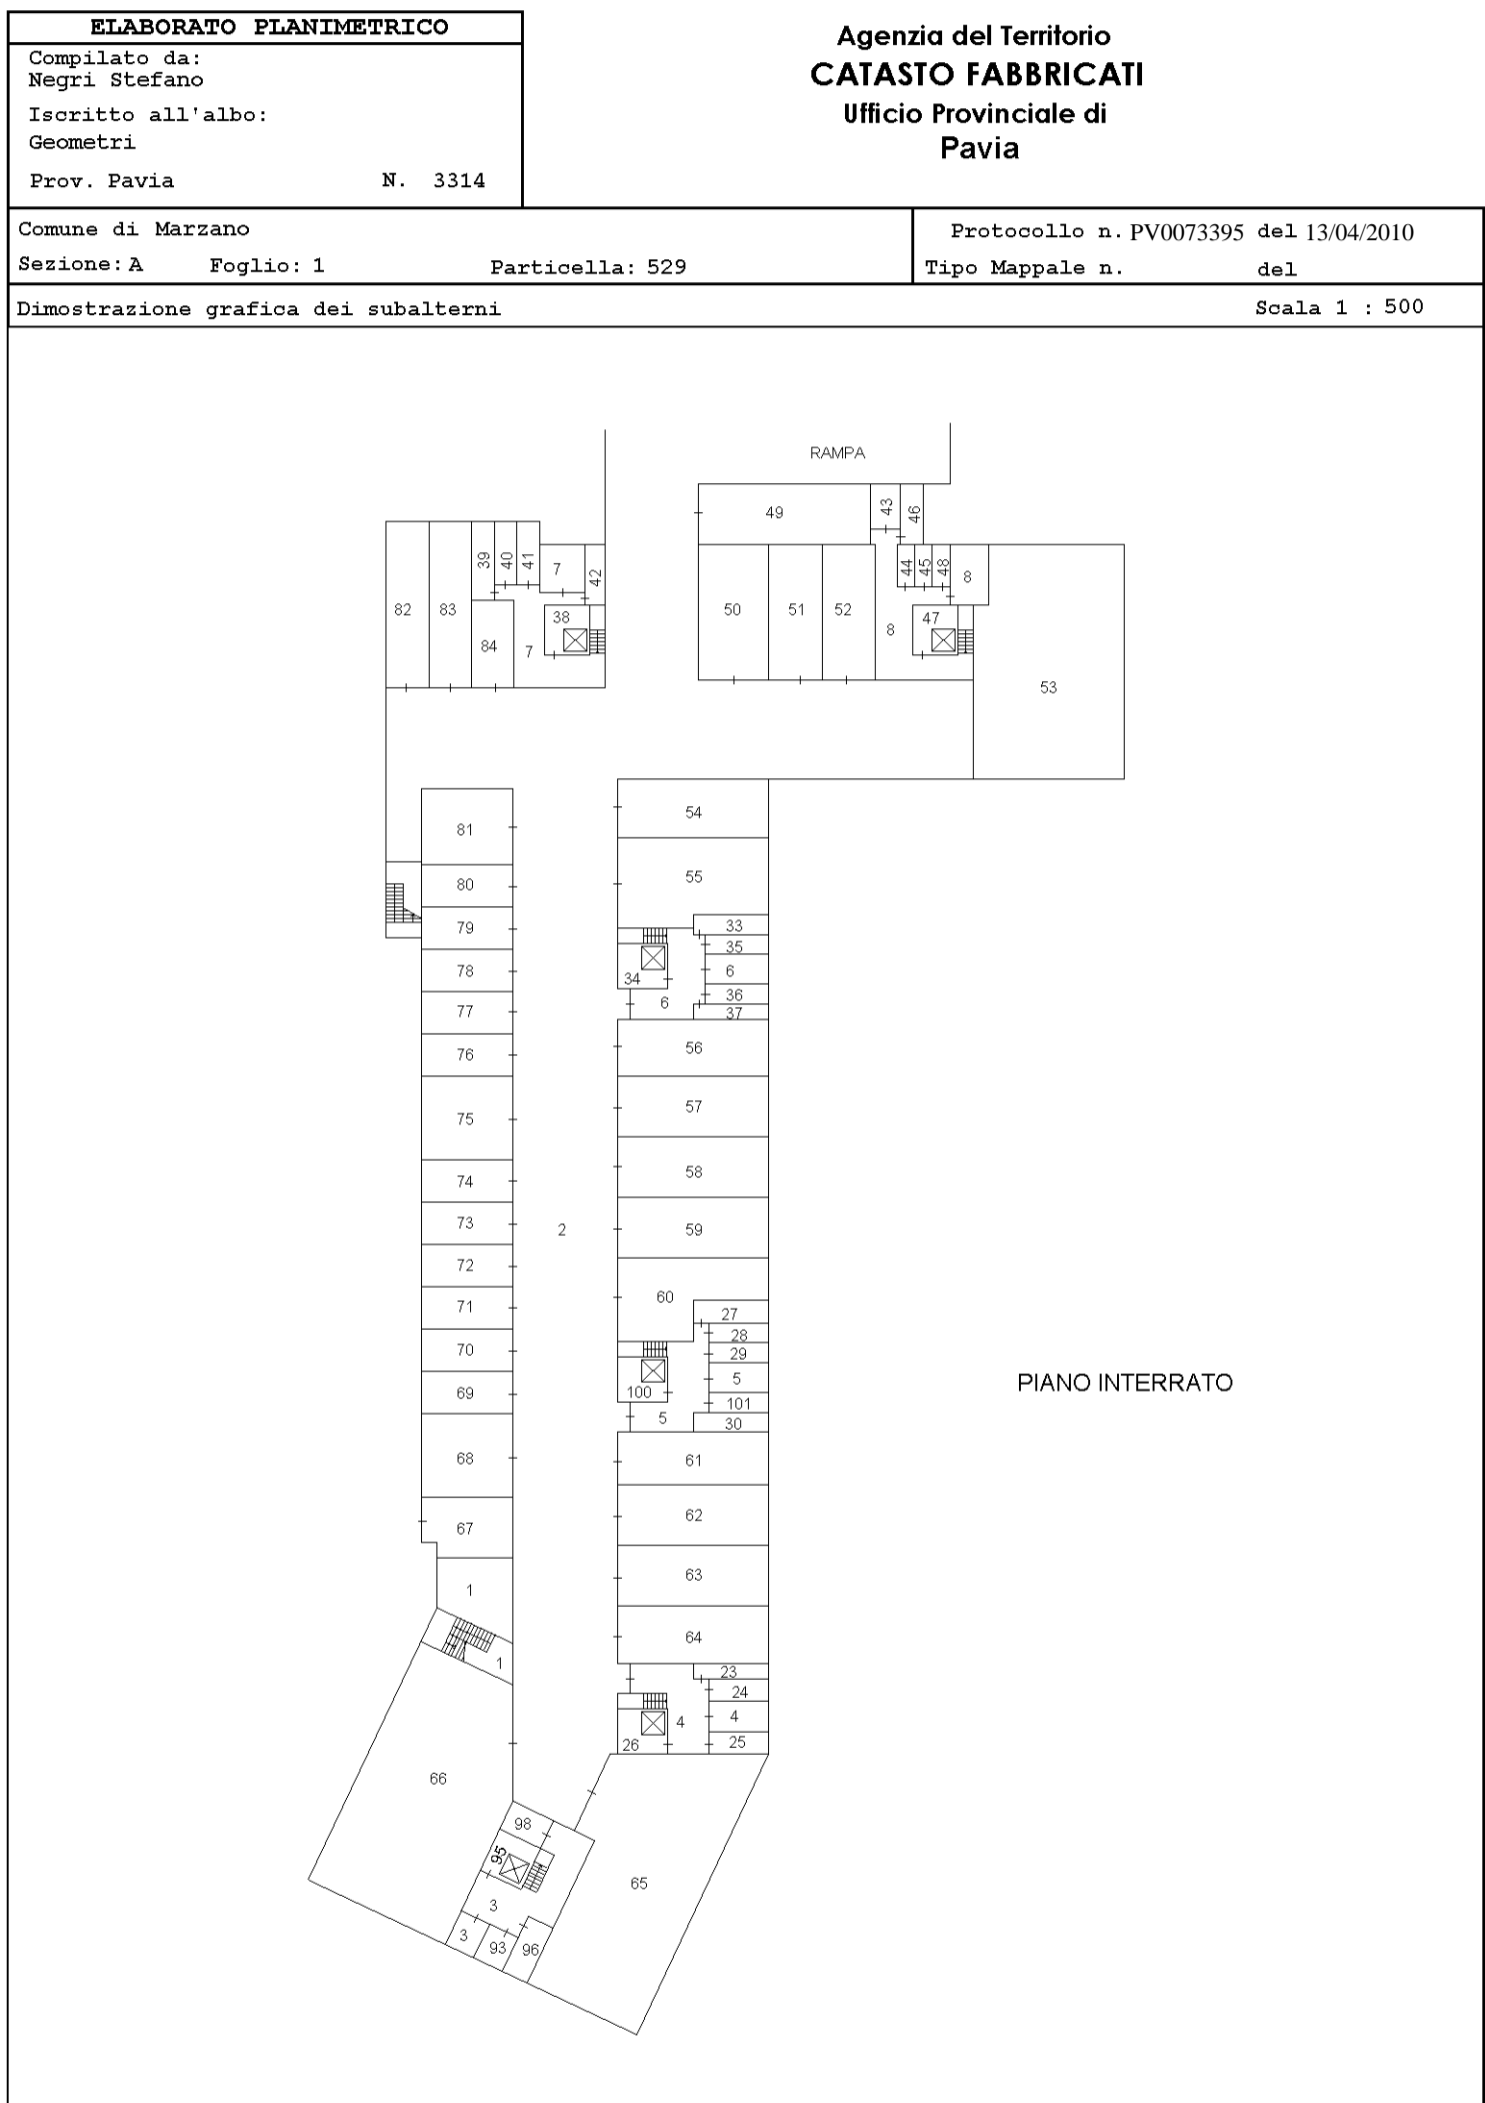 ELABORATO PLANIMETRICO
Compilato da:
Negri Stefano
Iscritto all'albo:
Geometri
Prov. Pavia N. 3314
Agenzia del Territorio
CATASTO FABBRICATI
Ufficio Provinciale di
Pavia
Comune di Marzano
Sezione: A Foglio: 1 Particella: 529
Protocollo n. PV0073395 del 13/04/2010
Tipo Mappale n. del
Dimostrazione grafica dei subalterni Scala 1 : 500
RAMPA
49 43 46
39 40 41 7 42
44 45 48 8
82 83 38 50 51 52 47
84 7 8
53
54
81
55
80
79 33
35
78 34 6
36
77 6 37
76 56
75 57
74 58
73 2 59
72
71 60 27
28
70 29
69 100 5
101
5 30
68 61
67 62
1 63
64
1 23
24
4 4
26 25
66
98
95
65
3
3 93 96
PIANO INTERRATO